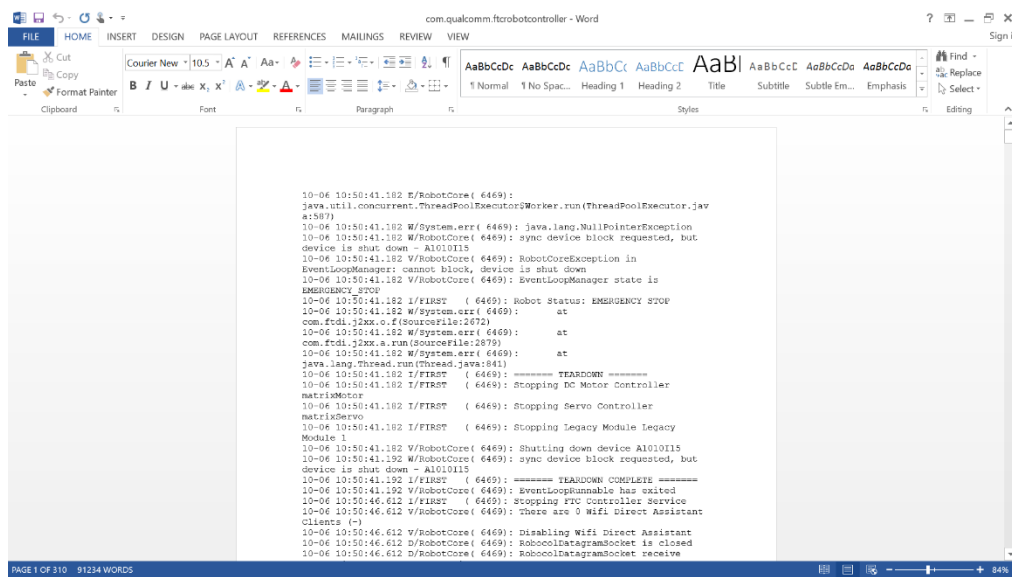 com.qualcomm.ftcrobotcontroller - Word
FILE HOME INSERT DESIGN PAGE LAYOUT REFERENCES MAILINGS REVIEW VIEW Sign i
Cut
Copy
Format Painter
Paste
Courier New 10.5
Find
Replace
Select
AaBbCcDc AaBbCcDc AaBbCc AaBbCcC AaBl AaBbCcC AaBbCcDa AaBbCcDa
¶ Normal ¶ No Spac... Heading 1 Heading 2 Title Subtitle Subtle Em... Emphasis
Clipboard Font Paragraph Styles Editing
10-06 10:50:41.182 E/RobotCore( 6469):
java.util.concurrent.ThreadPoolExecutor$Worker.run(ThreadPoolExecutor.jav
a:587)
10-06 10:50:41.182 W/System.err( 6469): java.lang.NullPointerException
10-06 10:50:41.182 W/RobotCore( 6469): sync device block requested, but
device is shut down - A1010I15
10-06 10:50:41.182 V/RobotCore( 6469): RobotCoreException in
EventLoopManager: cannot block, device is shut down
10-06 10:50:41.182 V/RobotCore( 6469): EventLoopManager state is
EMERGENCY_STOP
10-06 10:50:41.182 I/FIRST ( 6469): Robot Status: EMERGENCY STOP
10-06 10:50:41.182 W/System.err( 6469): at
com.ftdi.j2xx.o.f(SourceFile:2672)
10-06 10:50:41.182 W/System.err( 6469): at
com.ftdi.j2xx.a.run(SourceFile:2879)
10-06 10:50:41.182 W/System.err( 6469): at
java.lang.Thread.run(Thread.java:841)
10-06 10:50:41.182 I/FIRST ( 6469): ======= TEARDOWN =======
10-06 10:50:41.182 I/FIRST ( 6469): Stopping DC Motor Controller
matrixMotor
10-06 10:50:41.182 I/FIRST ( 6469): Stopping Servo Controller
matrixServo
10-06 10:50:41.182 I/FIRST ( 6469): Stopping Legacy Module Legacy
Module 1
10-06 10:50:41.182 V/RobotCore( 6469): Shutting down device A1010I15
10-06 10:50:41.192 W/RobotCore( 6469): sync device block requested, but
device is shut down - A1010I15
10-06 10:50:41.192 I/FIRST ( 6469): ======= TEARDOWN COMPLETE =======
10-06 10:50:41.192 V/RobotCore( 6469): EventLoopRunnable has exited
10-06 10:50:46.612 I/FIRST ( 6469): Stopping FTC Controller Service
10-06 10:50:46.612 V/RobotCore( 6469): There are 0 Wifi Direct Assistant
Clients (-)
10-06 10:50:46.612 V/RobotCore( 6469): Disabling Wifi Direct Assistant
10-06 10:50:46.612 D/RobotCore( 6469): RobocolDatagramSocket is closed
10-06 10:50:46.612 D/RobotCore( 6469): RobocolDatagramSocket receive
PAGE 1 OF 310 91234 WORDS 84%